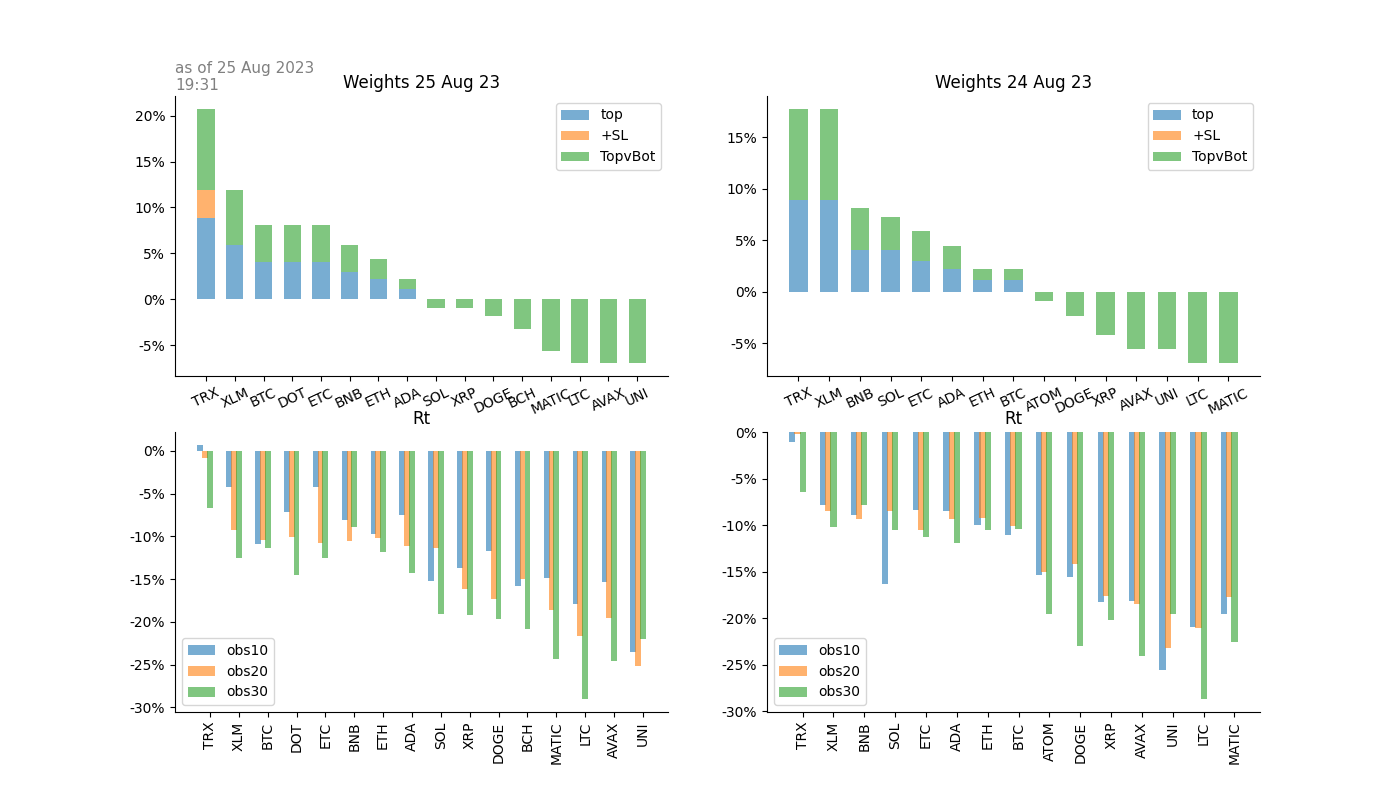 as of 25 Aug 2023
19:31
Weights 25 Aug 23
20%
15%
10%
5%
0%
-5%
top
+SL
TopvBot
TRX XLM BTC DOT ETC BNB ETH ADA SOL XRP DOGE BCH MATIC LTC AVAX UNI
Weights 24 Aug 23
15%
10%
5%
0%
-5%
top
+SL
TopvBot
TRX XLM BNB SOL ETC ADA ETH BTC ATOM DOGE XRP AVAX UNI LTC MATIC
Rt
0%
-5%
-10%
-15%
-20%
-25%
-30%
obs10
obs20
obs30
TRX XLM BTC DOT ETC BNB ETH ADA SOL XRP DOGE BCH MATIC LTC AVAX UNI
Rt
0%
-5%
-10%
-15%
-20%
-25%
-30%
obs10
obs20
obs30
TRX XLM BNB SOL ETC ADA ETH BTC ATOM DOGE XRP AVAX UNI LTC MATIC